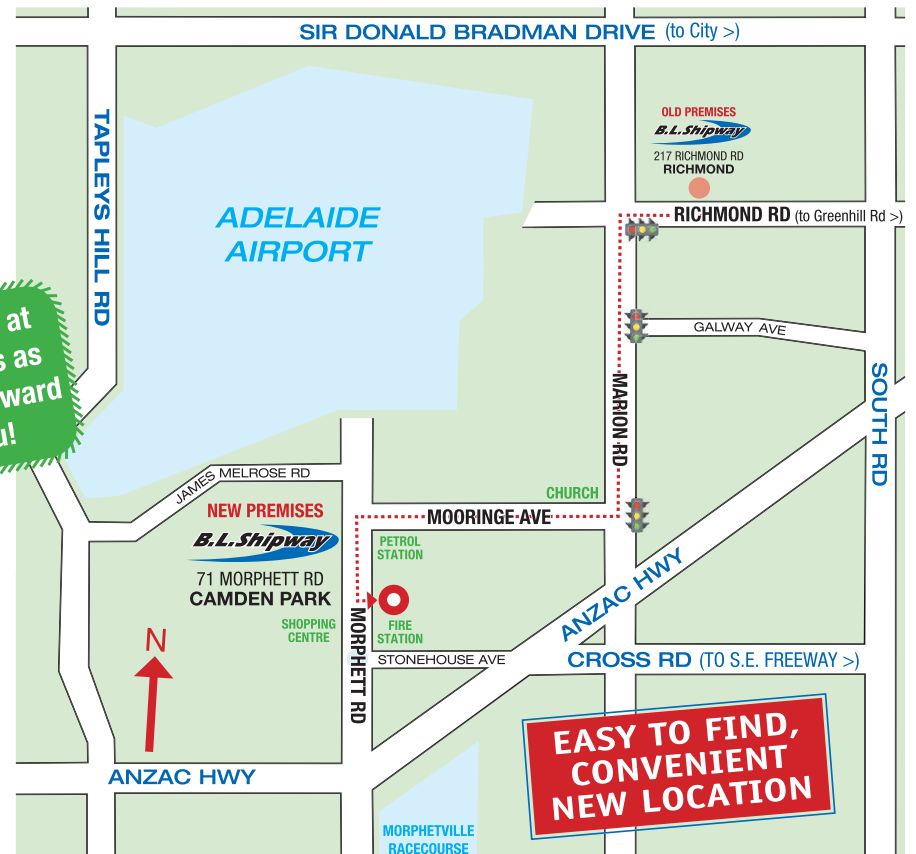 SIR DONALD BRADMAN DRIVE (to City >)
TAPLEYS HILL RD
OLD PREMISES
B.L.Shipway
217 RICHMOND RD
RICHMOND
ADELAIDE
AIRPORT
RICHMOND RD (to Greenhill Rd >)
at
as
ward
u!
GALWAY AVE
MARION RD
SOUTH RD
JAMES MELROSE RD
CHURCH
NEW PREMISES
B.L.Shipway
71 MORPHETT RD
CAMDEN PARK
MOORINGE AVE
PETROL
STATION
SHOPPING
CENTRE
FIRE
STATION
MORPHETT RD
STONEHOUSE AVE
ANZAC HWY
CROSS RD (TO S.E. FREEWAY >)
N
EASY TO FIND,
CONVENIENT
NEW LOCATION
ANZAC HWY
MORPHETVILLE
RACECOURSE